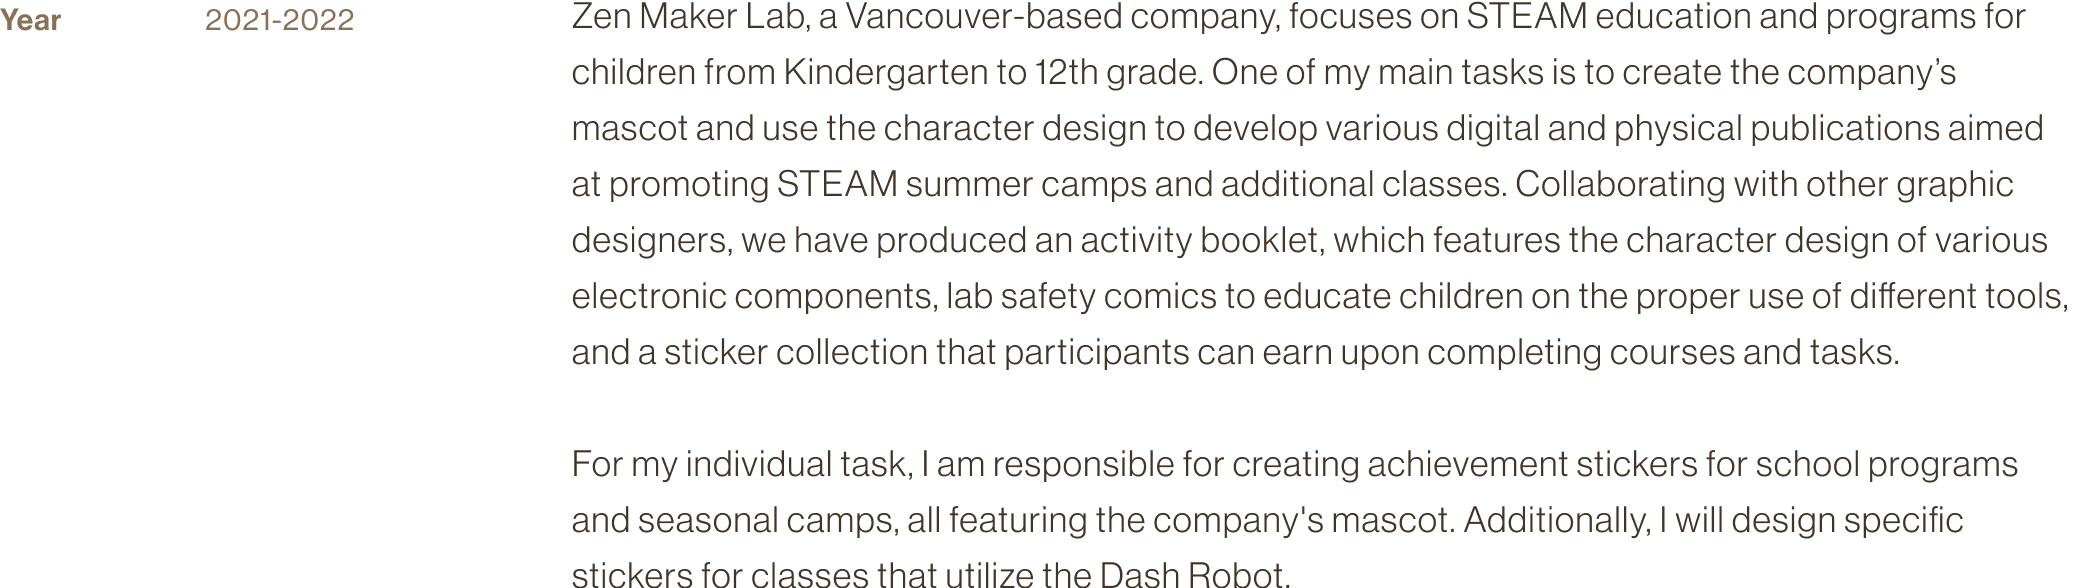 Year 2021-2022
Zen Maker Lab, a Vancouver-based company, focuses on STEAM education and programs for
children from Kindergarten to 12th grade. One of my main tasks is to create the company’s
mascot and use the character design to develop various digital and physical publications aimed
at promoting STEAM summer camps and additional classes. Collaborating with other graphic
designers, we have produced an activity booklet, which features the character design of various
electronic components, lab safety comics to educate children on the proper use of different tools,
and a sticker collection that participants can earn upon completing courses and tasks.
For my individual task, I am responsible for creating achievement stickers for school programs
and seasonal camps, all featuring the company's mascot. Additionally, I will design specific
stickers for classes that utilize the Dash Robot.